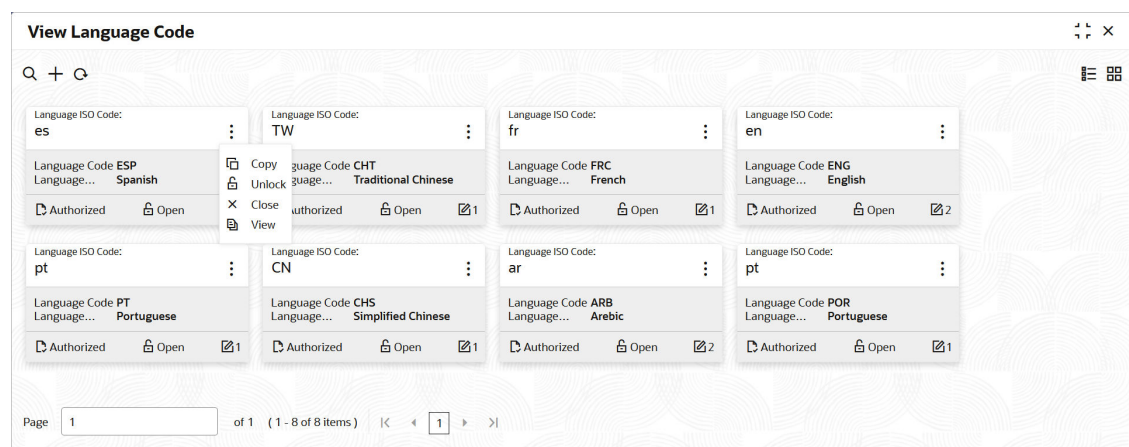 View Language Code
Language ISO Code:
es
Language Code ESP
Language... Spanish
Authorized Open
Copy
Unlock
Close
View
Language ISO Code:
TW
guage Code CHT
guage... Traditional Chinese
uthorized Open 1
Language ISO Code:
fr
Language Code FRC
Language... French
Authorized Open 1
Language ISO Code:
en
Language Code ENG
Language... English
Authorized Open 2
Language ISO Code:
pt
Language Code PT
Language... Portuguese
Authorized Open 1
Language ISO Code:
CN
Language Code CHS
Language... Simplified Chinese
Authorized Open 1
Language ISO Code:
ar
Language Code ARB
Language... Arebic
Authorized Open 2
Language ISO Code:
pt
Language Code POR
Language... Portuguese
Authorized Open 1
Page 1 of 1 (1 - 8 of 8 items) 1